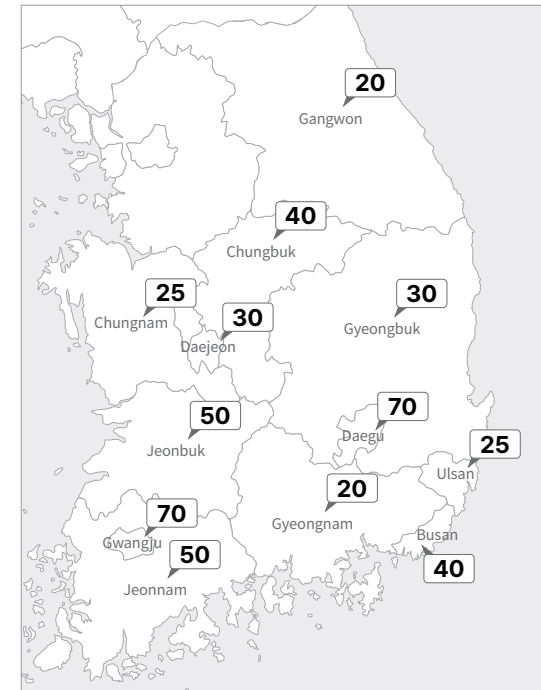 20
Gangwon
40
Chungbuk
25
Chungnam
30
Daejeon
30
Gyeongbuk
50
Jeonbuk
70
Daegu
25
Ulsan
20
Gyeongnam
70
Gwangju
50
Jeonnam
Busan
40